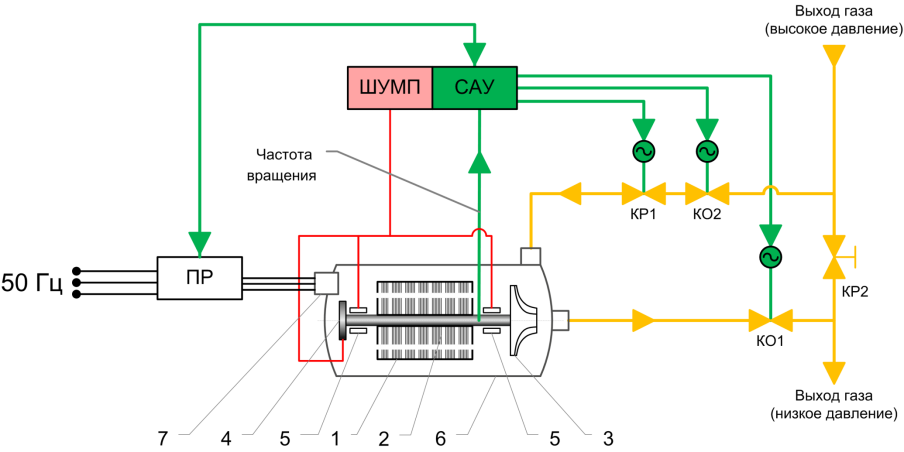 Выход газа
(высокое давление)
ШУМП
САУ
Частота
вращения
КР1
КО2
50 Гц
ПР
КР2
КО1
Выход газа
(низкое давление)
7
4
5
1
2
6
5
3